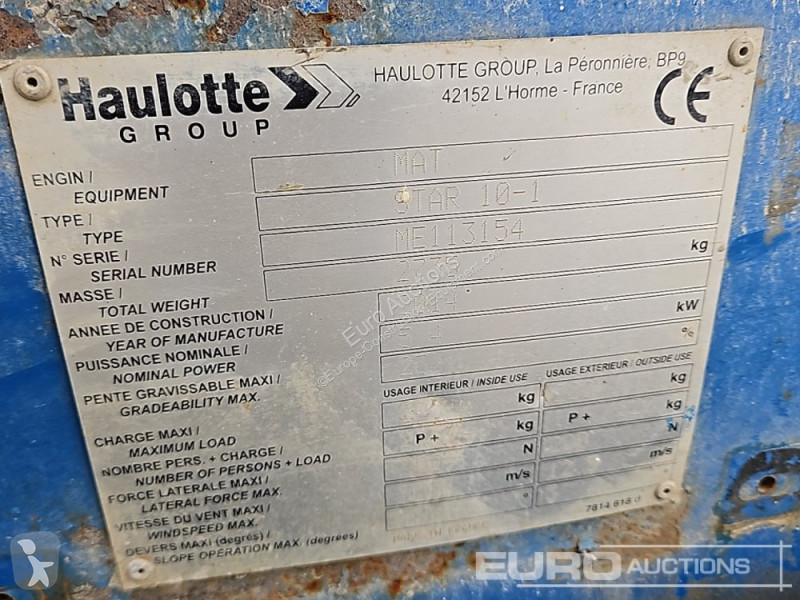 Haulotte
GROUP
HAULOTTE GROUP, La Péronnière, BP9
42152 L'Horme - France
CE
ENGIN /
EQUIPMENT
MAT
TYPE /
TYPE
STAR 10-1
N° SERIE /
SERIAL NUMBER
ME113154
MASSE /
TOTAL WEIGHT
kg
ANNEE DE CONSTRUCTION /
YEAR OF MANUFACTURE
PUISSANCE NOMINALE /
NOMINAL POWER
kW
PENTE GRAVISSABLE MAXI /
GRADEABILITY MAX.
%
USAGE INTERIEUR / INSIDE USE
USAGE EXTERIEUR / OUTSIDE USE
CHARGE MAXI /
MAXIMUM LOAD
kg
kg
NOMBRE PERS. + CHARGE /
NUMBER OF PERSONS + LOAD
P + kg
P + kg
FORCE LATERALE MAXI /
LATERAL FORCE MAX.
N
N
VITESSE DU VENT MAXI /
WINDSPEED MAX.
m/s
m/s
DEVERS MAXI (degrés) /
SLOPE OPERATION MAX. (degrees)
°
°
7814 618 0
Euro Auctions
EURO AUCTIONS